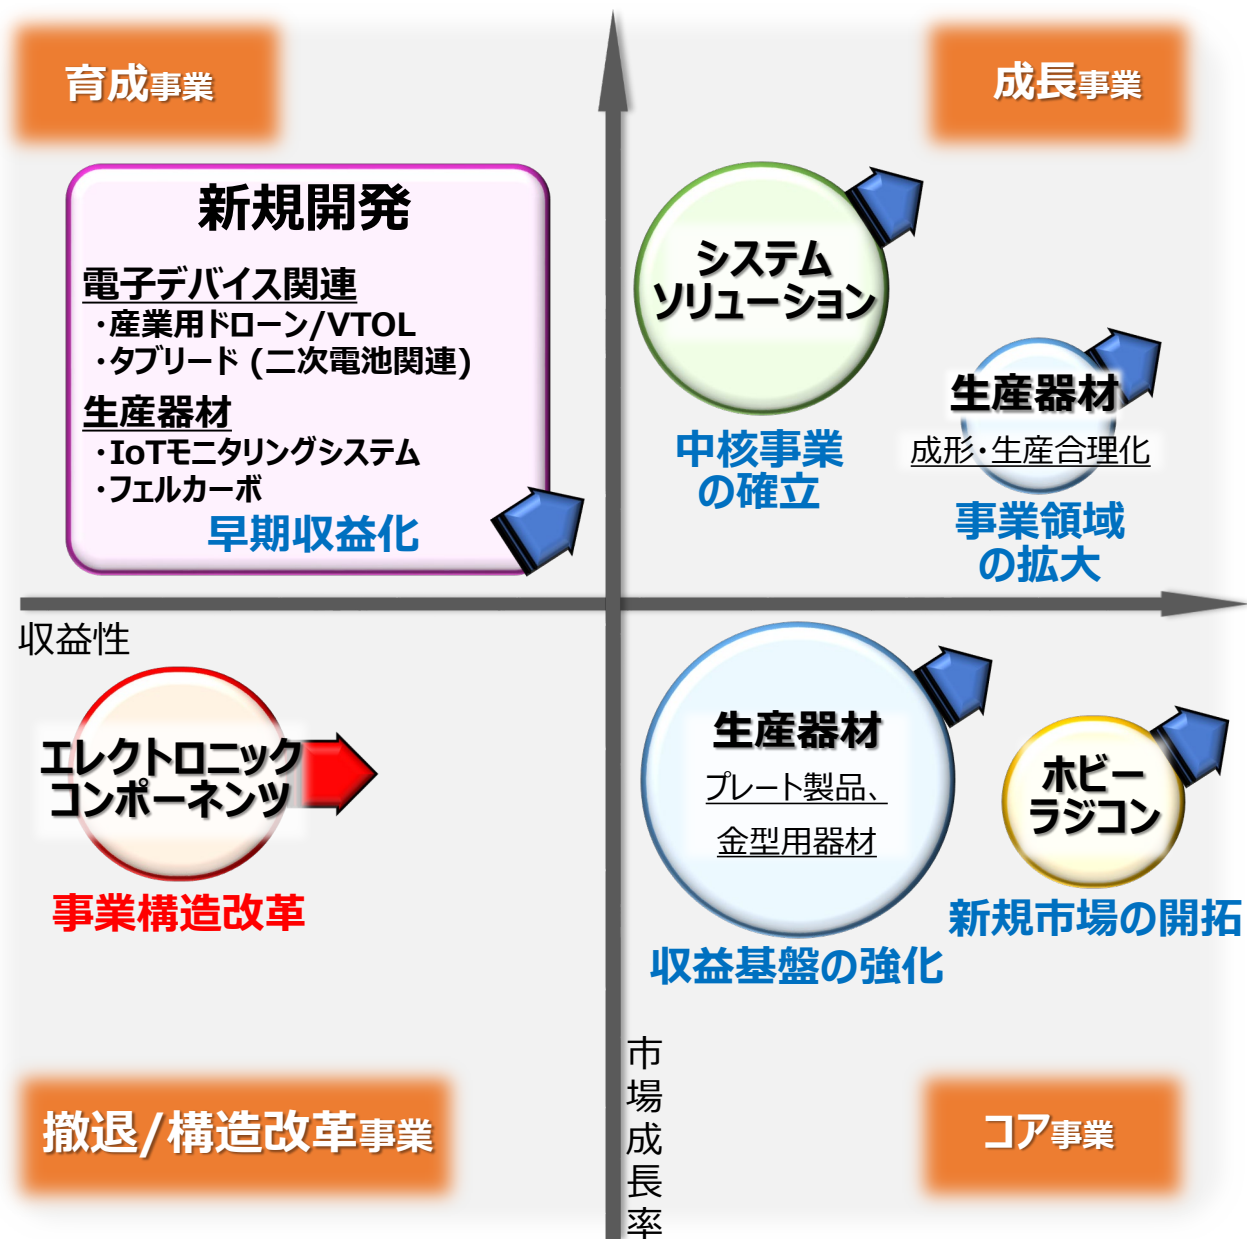 育成事業
成長事業
新規開発
電子デバイス関連
・産業用ドローン/VTOL
・タブリード (二次電池関連)
生産器材
・IoTモニタリングシステム
・フェルカーボ
早期収益化
システム
ソリューション
中核事業
の確立
生産器材
成形・生産合理化
事業領域
の拡大
収益性
エレクトロニック
コンポーネンツ
事業構造改革
生産器材
プレート製品、
金型用器材
収益基盤の強化
ホビー
ラジコン
新規市場の開拓
市場成長率
撤退/構造改革事業
コア事業